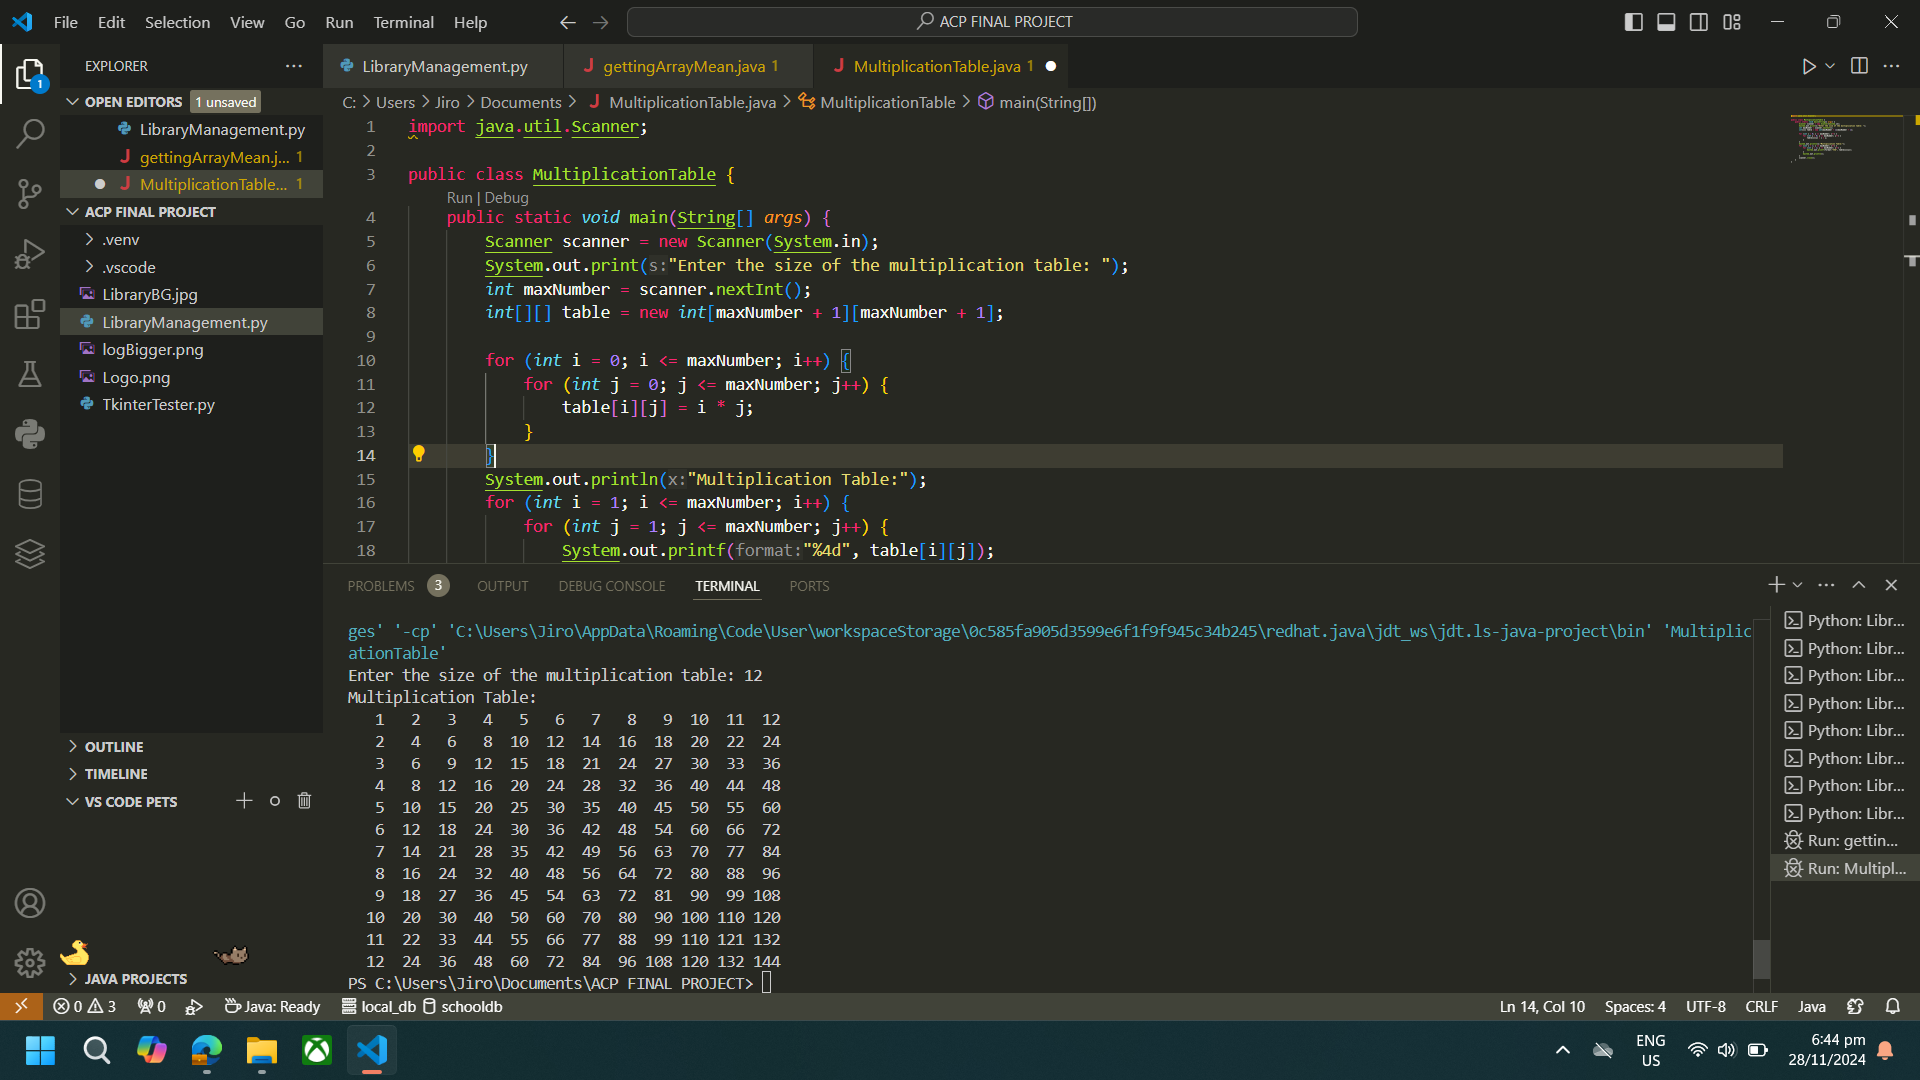 File Edit Selection View Go Run Terminal Help
ACP FINAL PROJECT
EXPLORER
1
OPEN EDITORS 1 unsaved
LibraryManagement.py
gettingArrayMean.j... 1
MultiplicationTable... 1
ACP FINAL PROJECT
.venv
.vscode
LibraryBG.jpg
LibraryManagement.py
logBigger.png
Logo.png
TkinterTester.py
OUTLINE
TIMELINE
VS CODE PETS
JAVA PROJECTS
LibraryManagement.py
gettingArrayMean.java 1
MultiplicationTable.java 1
C: > Users > Jiro > Documents > MultiplicationTable.java > MultiplicationTable > main(String[])
1 import java.util.Scanner;
2
3 public class MultiplicationTable {
Run | Debug
4 public static void main(String[] args) {
5 Scanner scanner = new Scanner(System.in);
6 System.out.print(s:"Enter the size of the multiplication table: ");
7 int maxNumber = scanner.nextInt();
8 int[][] table = new int[maxNumber + 1][maxNumber + 1];
9
10 for (int i = 0; i <= maxNumber; i++) {
11 for (int j = 0; j <= maxNumber; j++) {
12 table[i][j] = i * j;
13 }
14 }
15 System.out.println(x:"Multiplication Table:");
16 for (int i = 1; i <= maxNumber; i++) {
17 for (int j = 1; j <= maxNumber; j++) {
18 System.out.printf(format:"%4d", table[i][j]);
PROBLEMS 3 OUTPUT DEBUG CONSOLE TERMINAL PORTS
ges' '-cp' 'C:\Users\Jiro\AppData\Roaming\Code\User\workspaceStorage\0c585fa905d3599e6f1f9f945c34b245\redhat.java\jdt_ws\jdt.ls-java-project\bin' 'Multiplic
ationTable'
Enter the size of the multiplication table: 12
Multiplication Table:
1 2 3 4 5 6 7 8 9 10 11 12
2 4 6 8 10 12 14 16 18 20 22 24
3 6 9 12 15 18 21 24 27 30 33 36
4 8 12 16 20 24 28 32 36 40 44 48
5 10 15 20 25 30 35 40 45 50 55 60
6 12 18 24 30 36 42 48 54 60 66 72
7 14 21 28 35 42 49 56 63 70 77 84
8 16 24 32 40 48 56 64 72 80 88 96
9 18 27 36 45 54 63 72 81 90 99 108
10 20 30 40 50 60 70 80 90 100 110 120
11 22 33 44 55 66 77 88 99 110 121 132
12 24 36 48 60 72 84 96 108 120 132 144
PS C:\Users\Jiro\Documents\ACP FINAL PROJECT>
Python: Libr...
Python: Libr...
Python: Libr...
Python: Libr...
Python: Libr...
Python: Libr...
Python: Libr...
Python: Libr...
Run: gettin...
Run: Multipl...
0 3 0 Java: Ready local_db schooldb
Ln 14, Col 10 Spaces: 4 UTF-8 CRLF Java
ENG
US
6:44 pm
28/11/2024